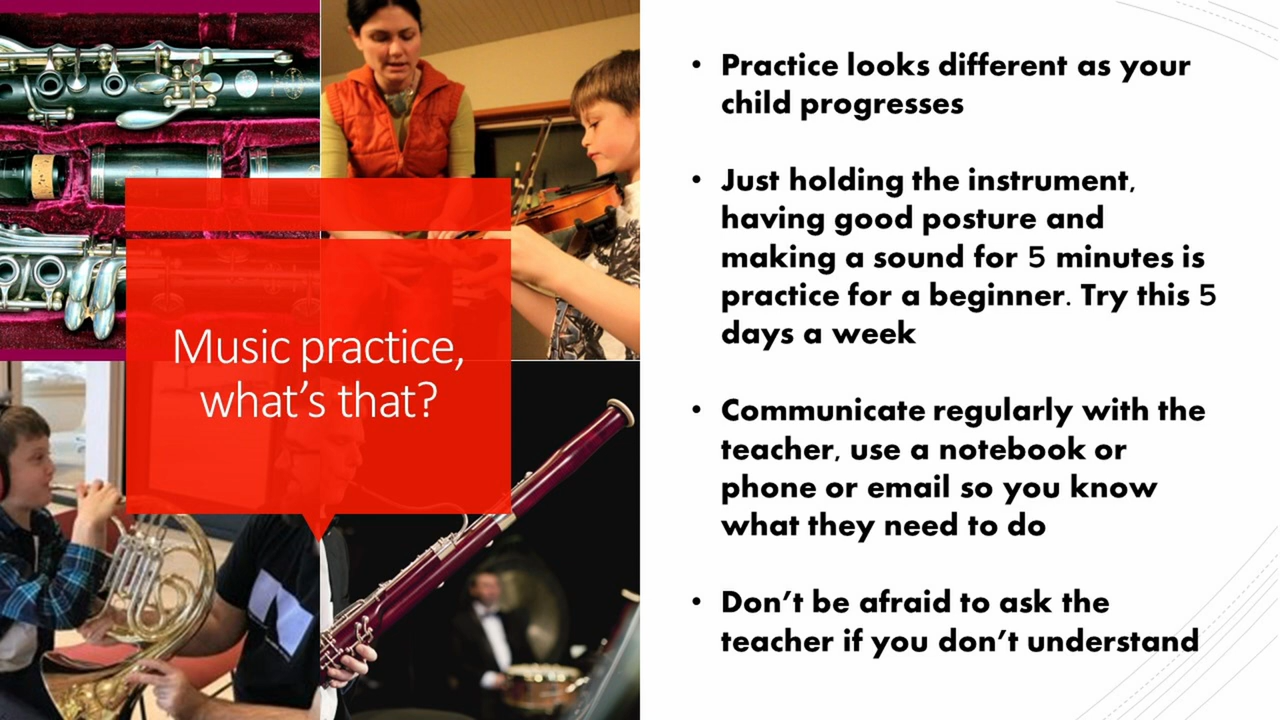 Music practice,
what's that?
• Practice looks different as your
child progresses
• Just holding the instrument,
having good posture and
making a sound for 5 minutes is
practice for a beginner. Try this 5
days a week
• Communicate regularly with the
teacher, use a notebook or
phone or email so you know
what they need to do
• Don't be afraid to ask the
teacher if you don't understand